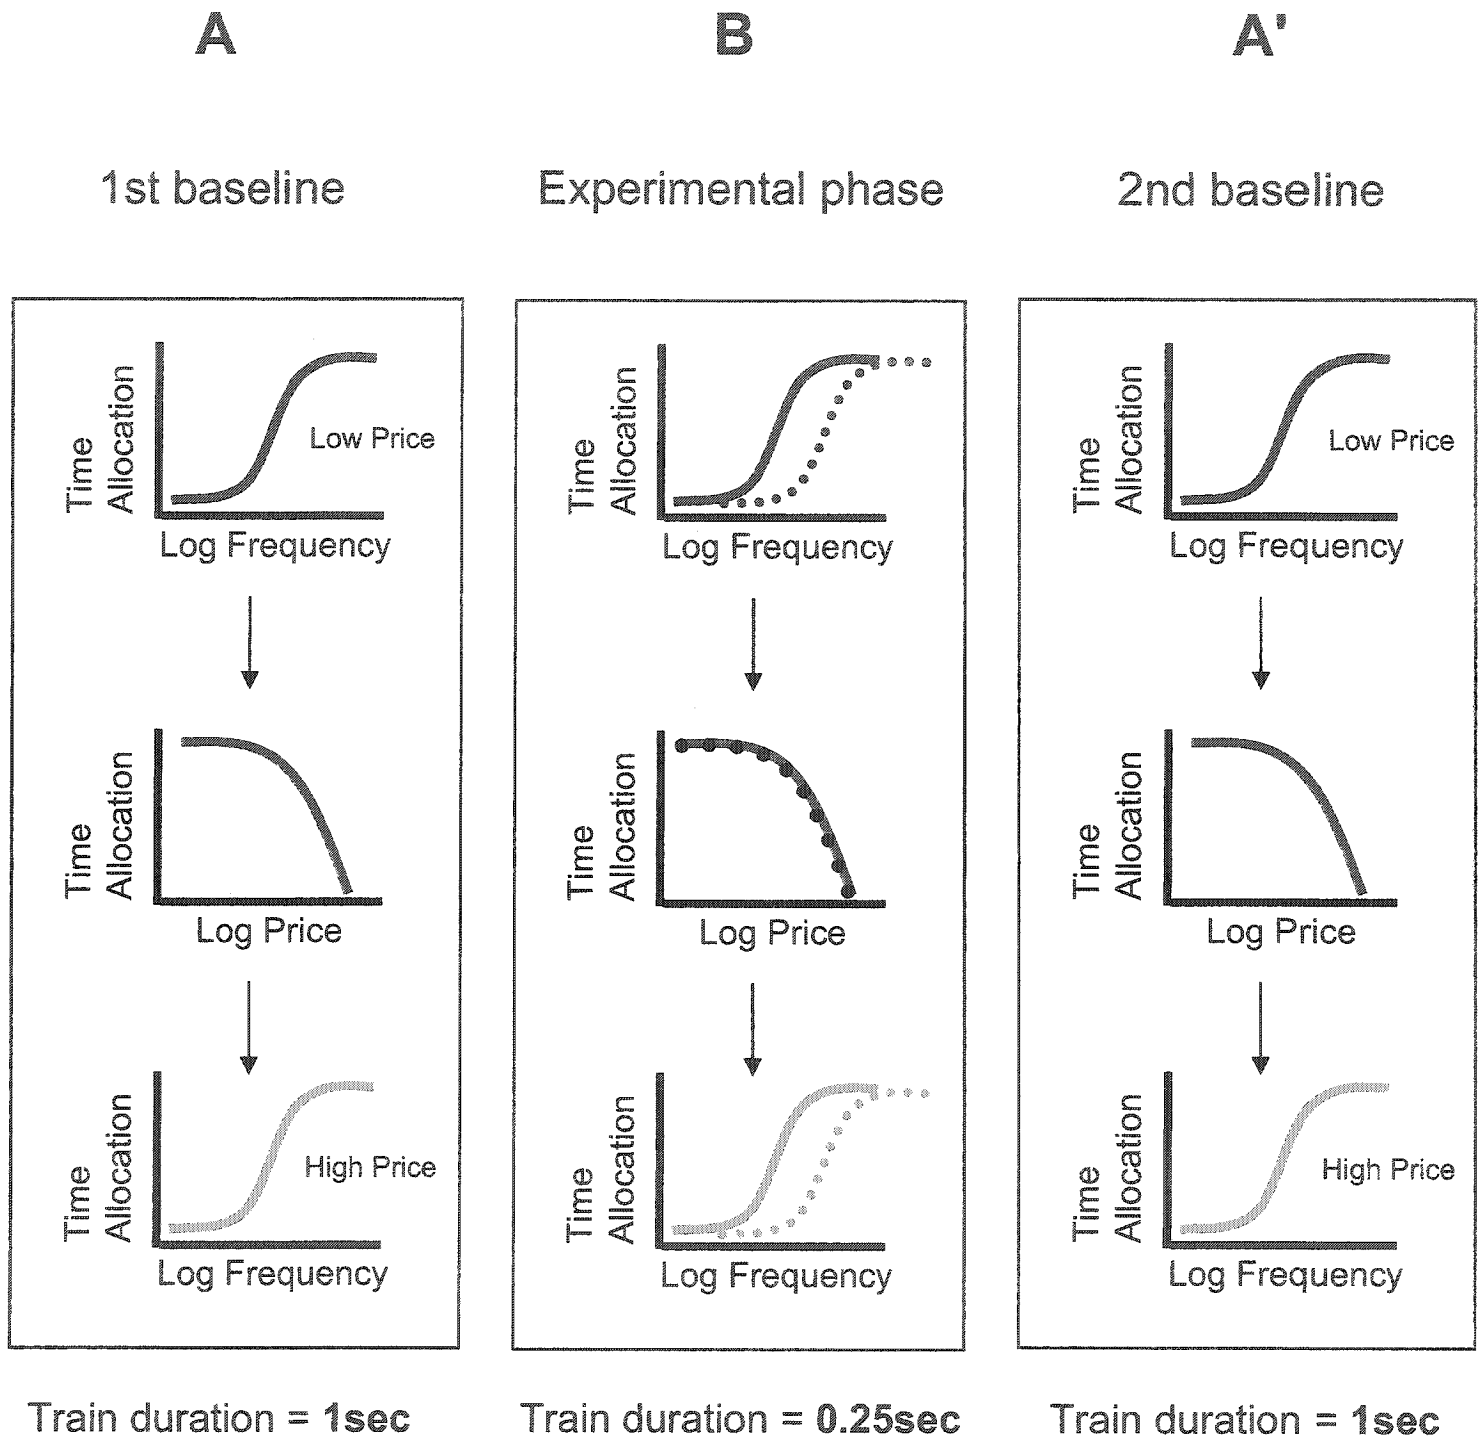 A
B
A'
1st baseline
Experimental phase
2nd baseline
Time
Allocation
Low Price
Log Frequency
Time
Allocation
Log Price
Time
Allocation
High Price
Log Frequency
Train duration = 1sec
Time
Allocation
Log Frequency
Time
Allocation
Log Price
Time
Allocation
Log Frequency
Train duration = 0.25sec
Time
Allocation
Low Price
Log Frequency
Time
Allocation
Log Price
Time
Allocation
High Price
Log Frequency
Train duration = 1sec